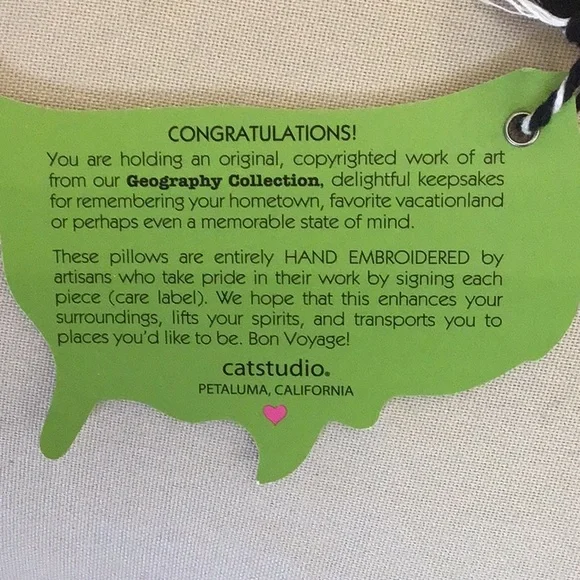 CONGRATULATIONS!
You are holding an original, copyrighted work of art
from our Geography Collection, delightful keepsakes
for remembering your hometown, favorite vacationland
or perhaps even a memorable state of mind.
These pillows are entirely HAND EMBROIDERED by
artisans who take pride in their work by signing each
piece (care label). We hope that this enhances your
surroundings, lifts your spirits, and transports you to
places you'd like to be. Bon Voyage!
catstudio®
PETALUMA, CALIFORNIA